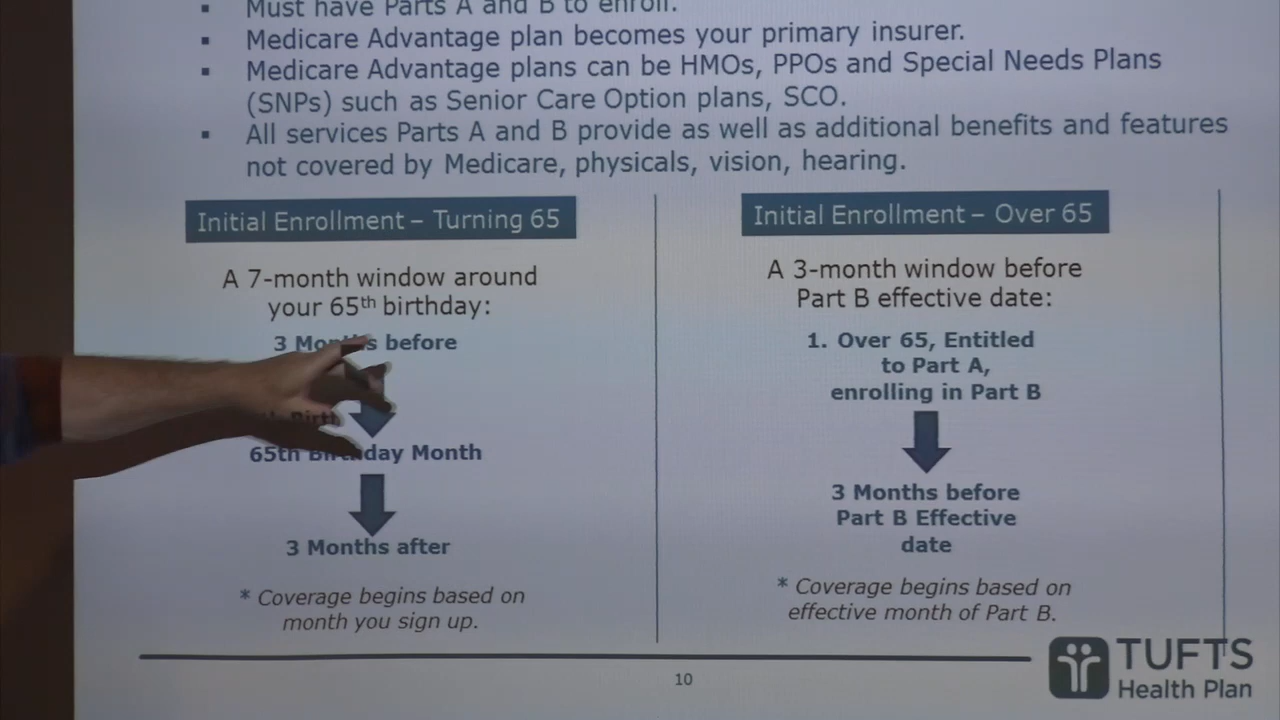 ▪ Must have Parts A and B to enroll.
▪ Medicare Advantage plan becomes your primary insurer.
▪ Medicare Advantage plans can be HMOs, PPOs and Special Needs Plans
(SNPs) such as Senior Care Option plans, SCO.
▪ All services Parts A and B provide as well as additional benefits and features
not covered by Medicare, physicals, vision, hearing.
Initial Enrollment – Turning 65
A 7-month window around
your 65th birthday:
3 Months before
65th Birthday Month
3 Months after
* Coverage begins based on
month you sign up.
Initial Enrollment – Over 65
A 3-month window before
Part B effective date:
1. Over 65, Entitled
to Part A,
enrolling in Part B
3 Months before
Part B Effective
date
* Coverage begins based on
effective month of Part B.
10
TUFTS
Health Plan